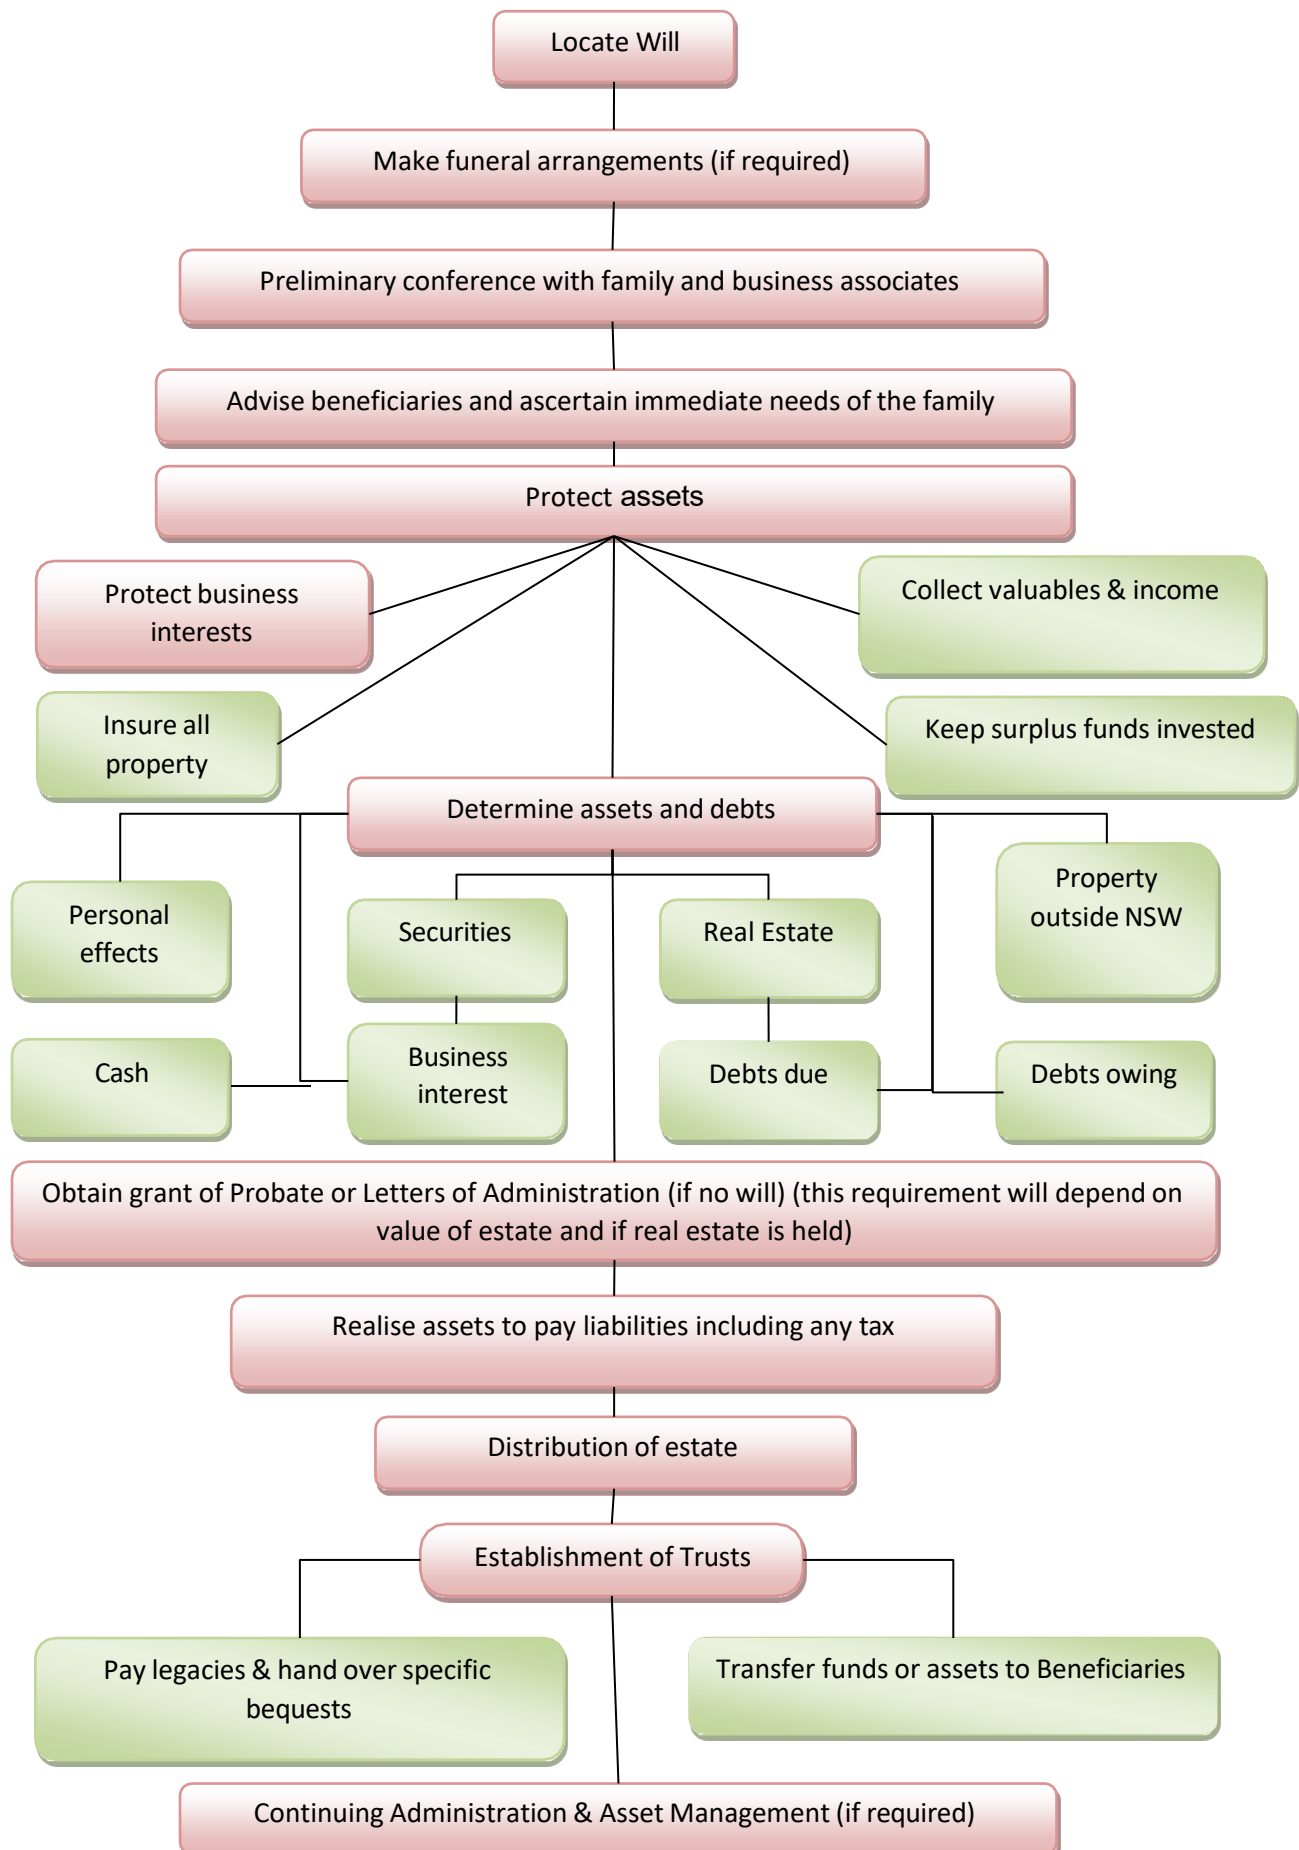 Locate Will
Make funeral arrangements (if required)
Preliminary conference with family and business associates
Advise beneficiaries and ascertain immediate needs of the family
Protect assets
Protect business
interests
Collect valuables & income
Insure all
property
Keep surplus funds invested
Determine assets and debts
Personal
effects
Securities
Real Estate
Property
outside NSW
Cash
Business
interest
Debts due
Debts owing
Obtain grant of Probate or Letters of Administration (if no will) (this requirement will depend on
value of estate and if real estate is held)
Realise assets to pay liabilities including any tax
Distribution of estate
Establishment of Trusts
Pay legacies & hand over specific
bequests
Transfer funds or assets to Beneficiaries
Continuing Administration & Asset Management (if required)